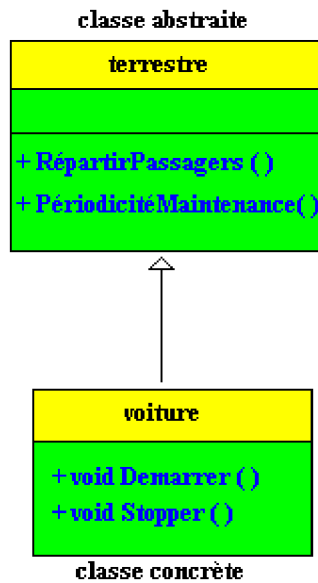 classe abstraite
terrestre
+ RépartirPassagers ( )
+ PériodicitéMaintenance( )
voiture
+ void Demarrer ( )
+ void Stopper ( )
classe concrète